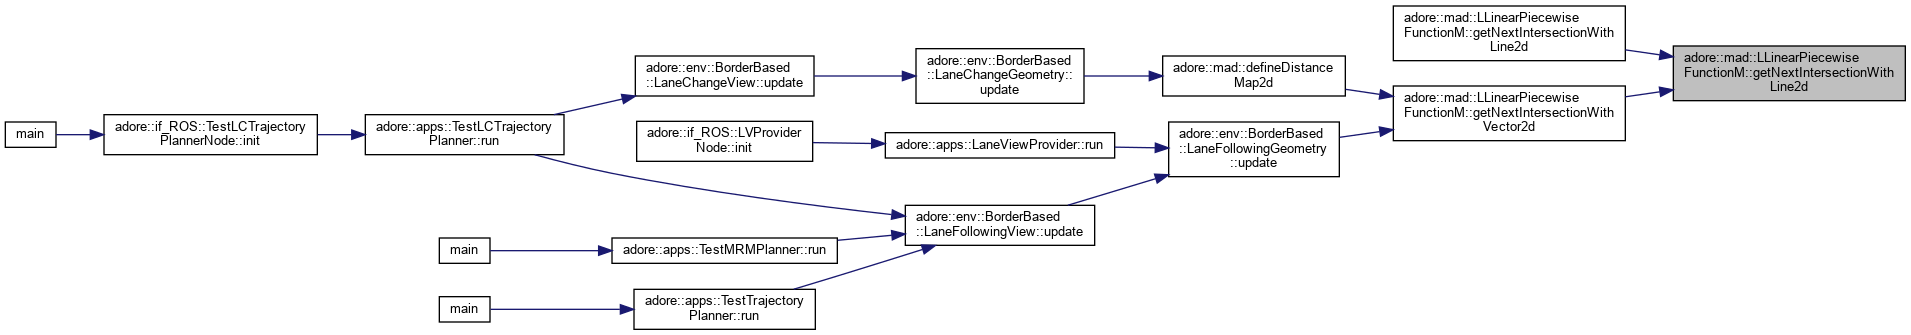 main
adore::if_ROS::TestLCTrajectory
PlannerNode::init
adore::apps::TestLCTrajectory
Planner::run
adore::env::BorderBased
::LaneChangeView::update
adore::env::BorderBased
::LaneChangeGeometry::
update
adore::mad::defineDistance
Map2d
adore::mad::LLinearPiecewise
FunctionM::getNextIntersectionWith
Line2d
adore::mad::LLinearPiecewise
FunctionM::getNextIntersectionWith
Line2d
adore::mad::LLinearPiecewise
FunctionM::getNextIntersectionWith
Vector2d
adore::if_ROS::LVProvider
Node::init
adore::apps::LaneViewProvider::run
adore::env::BorderBased
::LaneFollowingGeometry
::update
adore::env::BorderBased
::LaneFollowingView::update
main
adore::apps::TestMRMPlanner::run
main
adore::apps::TestTrajectory
Planner::run